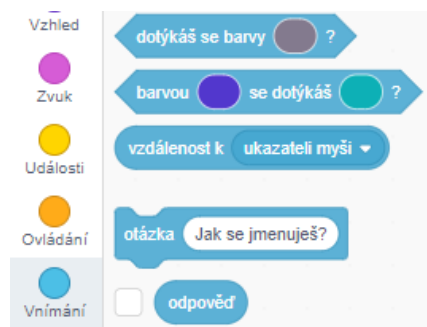 Vzhled
Zvuk
Události
Ovládání
Vnímání
dotýkáš se barvy ?
barvou se dotýkáš ?
vzdálenost k ukazateli myši
otázka Jak se jmenuješ?
odpověď